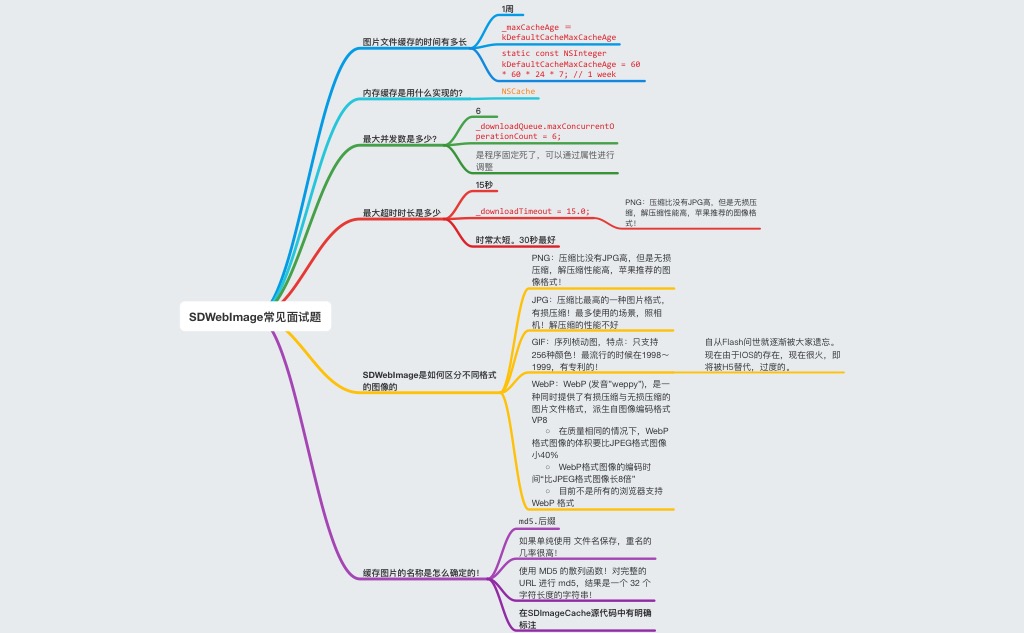 SDWebImage常见面试题
图片文件缓存的时间有多长
1周
_maxCacheAge =
kDefaultCacheMaxCacheAge
static const NSInteger
kDefaultCacheMaxCacheAge = 60
* 60 * 24 * 7; // 1 week
内存缓存是用什么实现的?
NSCache
最大并发数是多少?
6
_downloadQueue.maxConcurrentO
perationCount = 6;
是程序固定死了，可以通过属性进行
调整
最大超时时长是多少
15秒
_downloadTimeout = 15.0;
PNG：压缩比没有JPG高，但是无损压
缩，解压缩性能高，苹果推荐的图像格
式！
时常太短。30秒最好
SDWebImage是如何区分不同格式
的图像的
PNG：压缩比没有JPG高，但是无损
压缩，解压缩性能高，苹果推荐的图
像格式！
JPG：压缩比最高的一种图片格式，
有损压缩！最多使用的场景，照相
机！解压缩的性能不好
GIF：序列桢动图，特点：只支持
256种颜色！最流行的时候在1998～
1999，有专利的！
自从Flash问世就逐渐被大家遗忘。
现在由于IOS的存在，现在很火，即
将被H5替代，过度的。
WebP：WebP (发音"weppy")，是一
种同时提供了有损压缩与无损压缩的
图片文件格式，派生自图像编码格式
VP8
○ 在质量相同的情况下，WebP
格式图像的体积要比JPEG格式图像
小40%
○ WebP格式图像的编码时
间"比JPEG格式图像长8倍"
○ 目前不是所有的浏览器支持
WebP 格式
缓存图片的名称是怎么确定的!
md5.后缀
如果单纯使用 文件名保存，重名的
几率很高！
使用 MD5 的散列函数！对完整的
URL 进行 md5，结果是一个 32 个
字符长度的字符串！
在SDImageCache源代码中有明确
标注